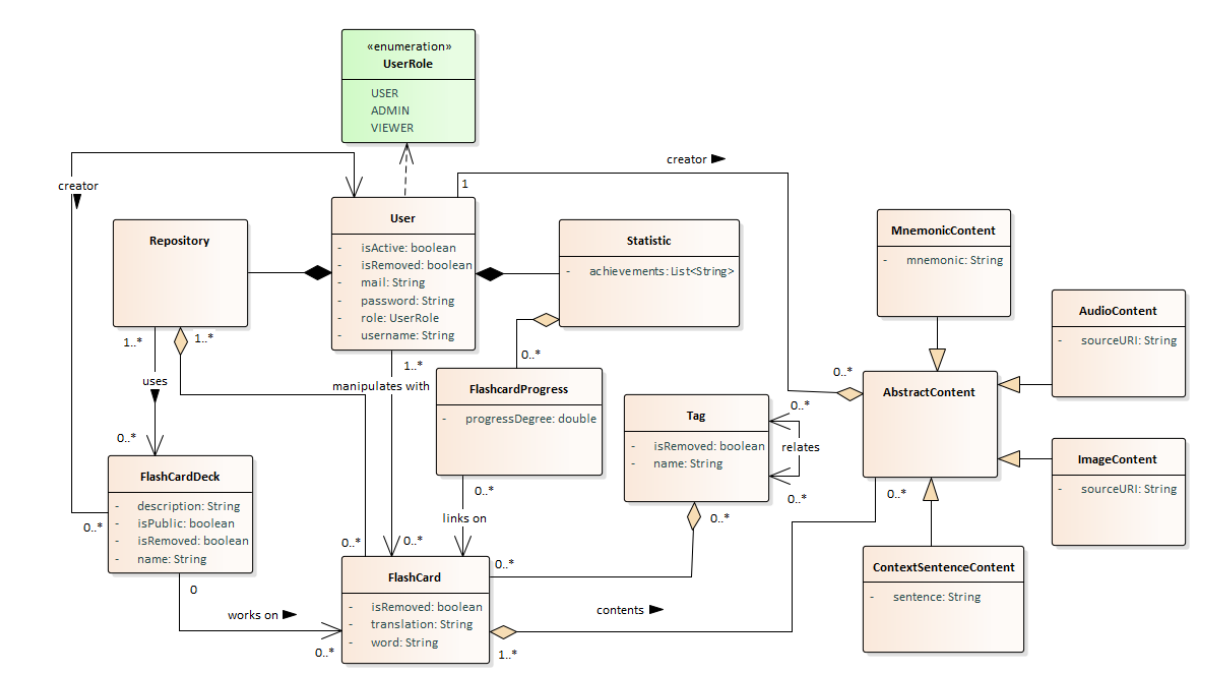 «enumeration»
UserRole
USER
ADMIN
VIEWER
creator ►
creator
▼
1
User
- isActive: boolean
- isRemoved: boolean
- mail: String
- password: String
- role: UserRole
- username: String
Repository
Statistic
- achievements: List<String>
MnemonicContent
- mnemonic: String
AudioContent
- sourceURI: String
1..*
1..*
uses
▼
0..*
1..*
manipulates with
0..*
0..*
FlashcardProgress
- progressDegree: double
0..*
links on
Tag
- isRemoved: boolean
- name: String
0..*
relates
0..*
0..*
AbstractContent
0..*
ImageContent
- sourceURI: String
FlashCardDeck
- description: String
- isPublic: boolean
- isRemoved: boolean
- name: String
0..*
0
works on ►
0..*
0..*
0..*
0..*
FlashCard
- isRemoved: boolean
- translation: String
- word: String
contents ►
1..*
ContextSentenceContent
- sentence: String